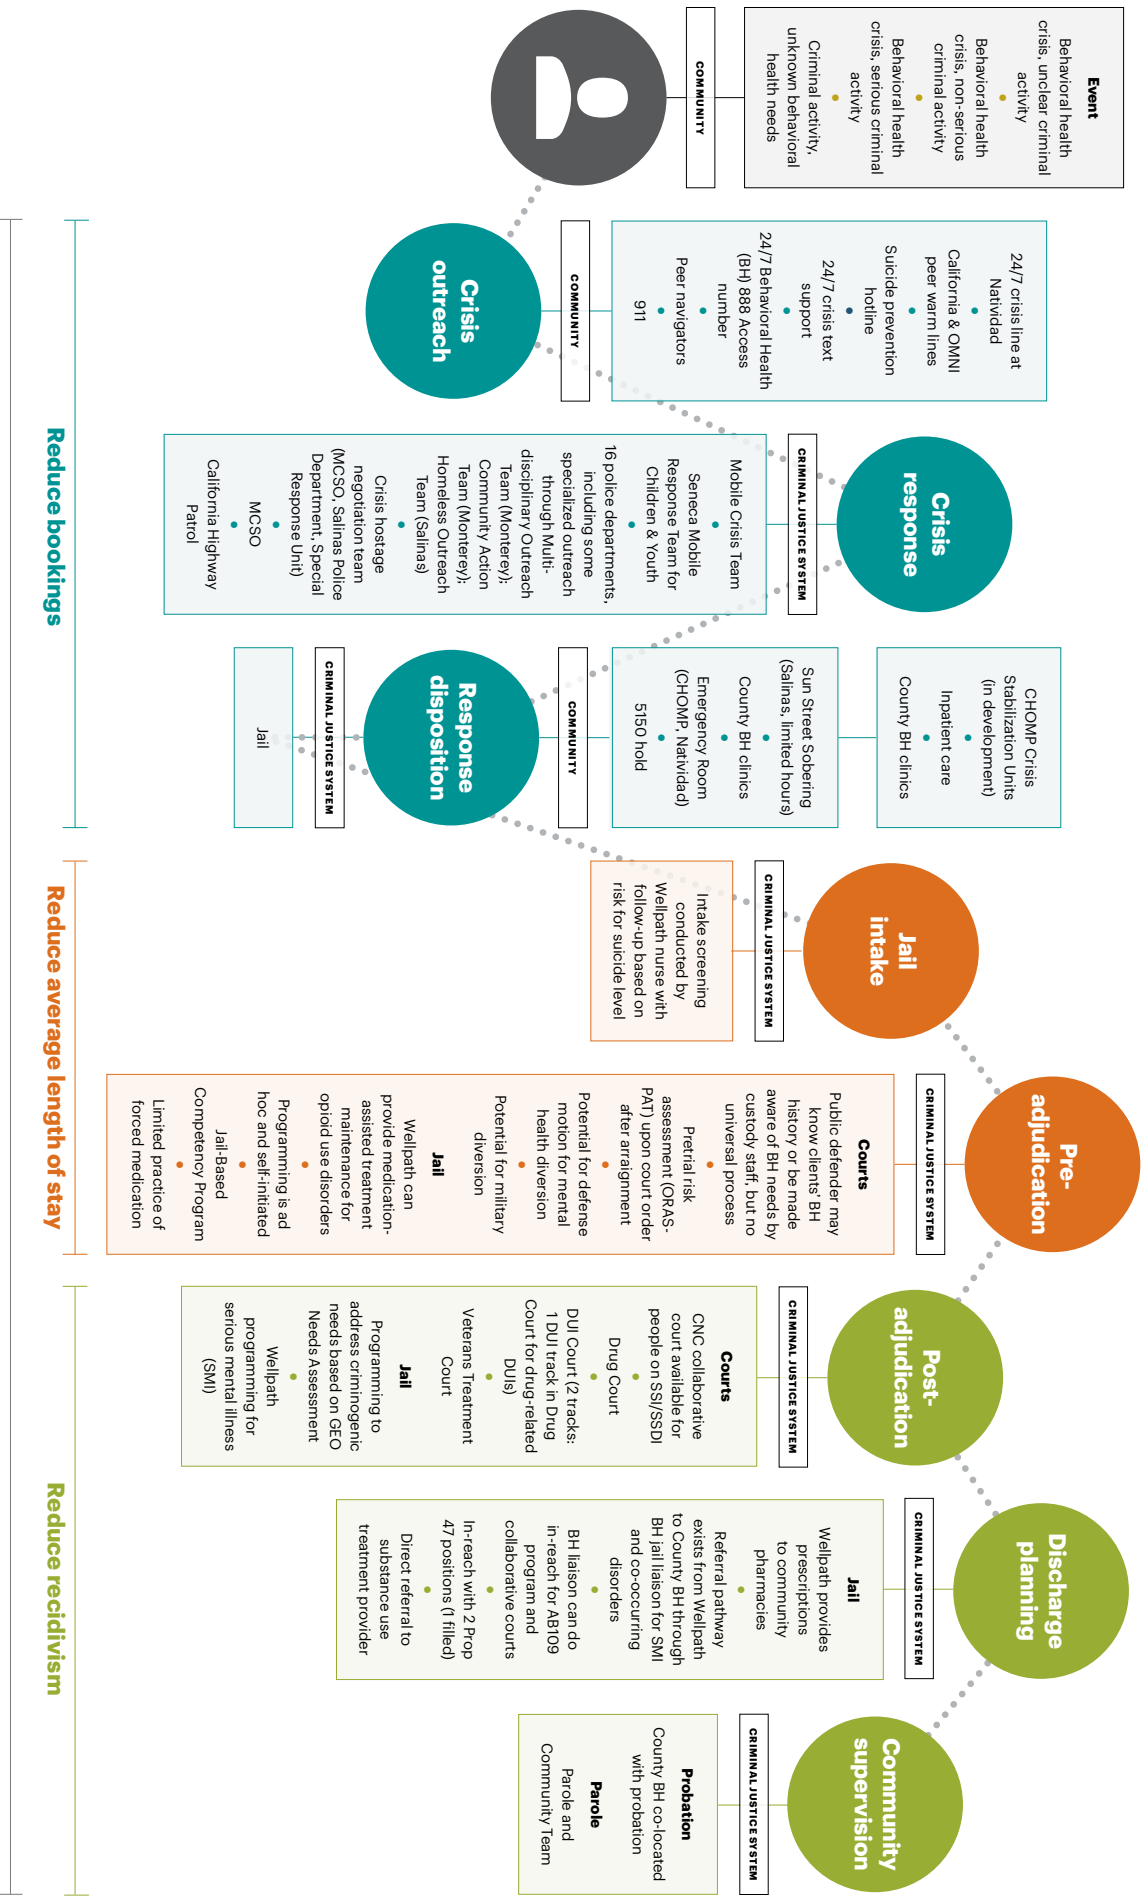 Event
Behavioral health
crisis, unclear criminal
activity
Behavioral health
crisis, non-serious
criminal activity
Behavioral health
crisis, serious criminal
activity
Criminal activity,
unknown behavioral
health needs
COMMUNITY
24/7 crisis line at
Natividad
California & OMNI
peer warm lines
Suicide prevention
hotline
24/7 crisis text
support
24/7 Behavioral Health
(BH) 888 Access
number
Peer navigators
911
COMMUNITY
Crisis
outreach
Crisis
response
CRIMINAL JUSTICE SYSTEM
Mobile Crisis Team
Seneca Mobile
Response Team for
Children & Youth
16 police departments,
including some
specialized outreach
through Multi-
disciplinary Outreach
Team (Monterey);
Community Action
Team (Monterey);
Homeless Outreach
Team (Salinas)
Crisis hostage
negotiation team
(MCSO, Salinas Police
Department, Special
Response Unit)
MCSO
California Highway
Patrol
CHOMP Crisis
Stabilization Units
(in development)
Inpatient care
County BH clinics
Sun Street Sobering
(Salinas, limited hours)
County BH clinics
Emergency Room
(CHOMP, Natividad)
5150 hold
COMMUNITY
Response
disposition
CRIMINAL JUSTICE SYSTEM
Jail
Reduce bookings
Jail
intake
CRIMINAL JUSTICE SYSTEM
Intake screening
conducted by
Wellpath nurse with
follow-up based on
risk for suicide level
Pre-
adjudication
CRIMINAL JUSTICE SYSTEM
Courts
Public defender may
know clients' BH
history or be made
aware of BH needs by
custody staff, but no
universal process
Pretrial risk
assessment (ORAS-
PAT) upon court order
after arraignment
Potential for defense
motion for mental
health diversion
Potential for military
diversion
Jail
Wellpath can
provide medication-
assisted treatment
maintenance for
opioid use disorders
Programming is ad
hoc and self-initiated
Jail-Based
Competency Program
Limited practice of
forced medication
Reduce average length of stay
Post-
adjudication
CRIMINAL JUSTICE SYSTEM
Courts
CNC collaborative
court available for
people on SSI/SSDI
Drug Court
DUI Court (2 tracks:
1 DUI track in Drug
Court for drug-related
DUIs)
Veterans Treatment
Court
Jail
Programming to
address criminogenic
needs based on GEO
Needs Assessment
Wellpath
programming for
serious mental illness
(SMI)
Discharge
planning
CRIMINAL JUSTICE SYSTEM
Jail
Wellpath provides
prescriptions
to community
pharmacies
Referral pathway
exists from Wellpath
to County BH through
BH jail liaison for SMI
and co-occurring
disorders
BH liaison can do
in-reach for AB109
program and
collaborative courts
In-reach with 2 Prop
47 positions (1 filled)
Direct referral to
substance use
treatment provider
Community
supervision
CRIMINAL JUSTICE SYSTEM
Probation
County BH co-located
with probation
Parole
Parole and
Community Team
Reduce recidivism